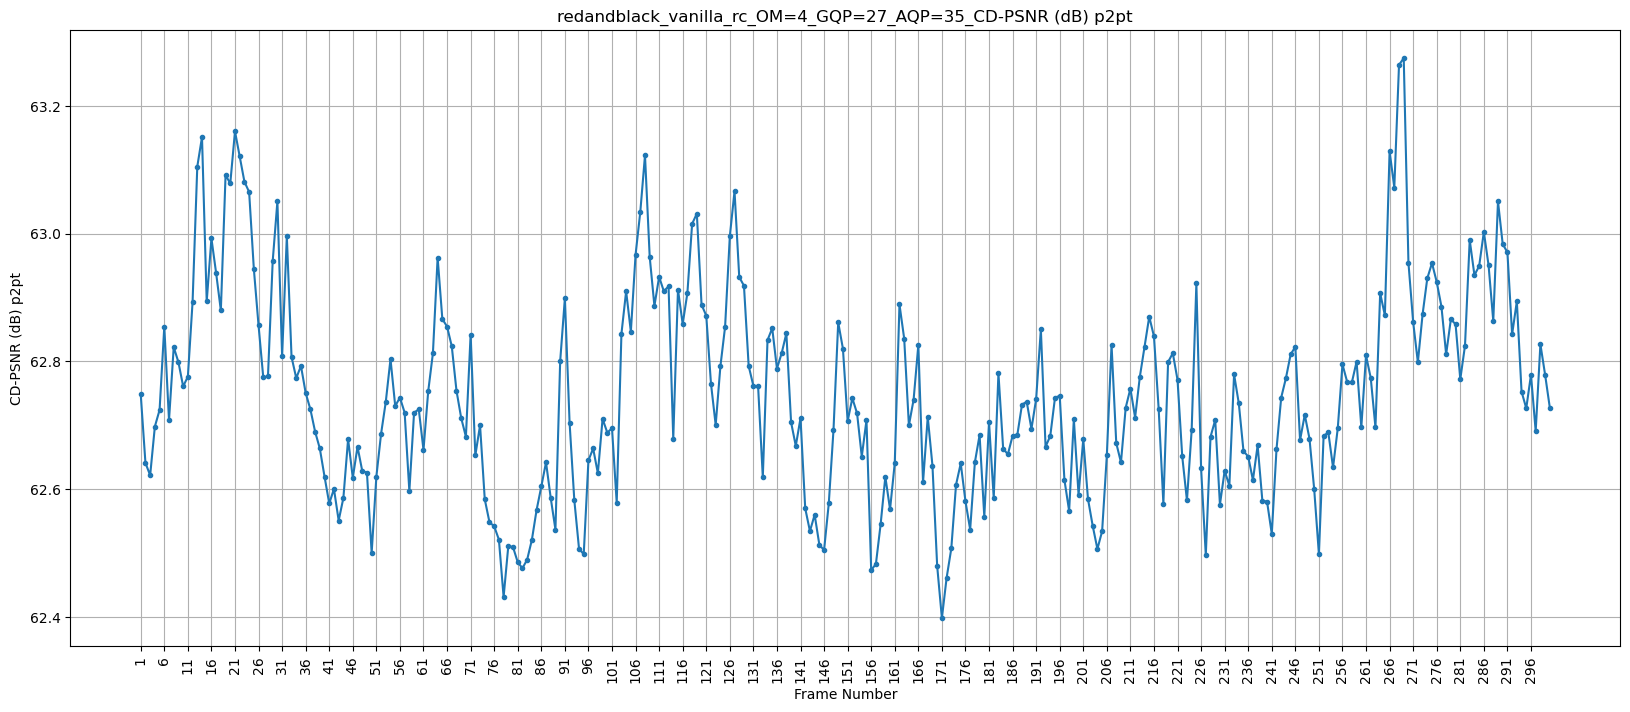 redandblack_vanilla_rc_OM=4_GQP=27_AQP=35_CD-PSNR (dB) p2pt
CD-PSNR (dB) p2pt
63.2
63.0
62.8
62.6
62.4
1 6 11 16 21 26 31 36 41 46 51 56 61 66 71 76 81 86 91 96 101 106 111 116 121 126 131 136 141 146 151 156 161 166 171 176 181 186 191 196 201 206 211 216 221 226 231 236 241 246 251 256 261 266 271 276 281 286 291 296
Frame Number